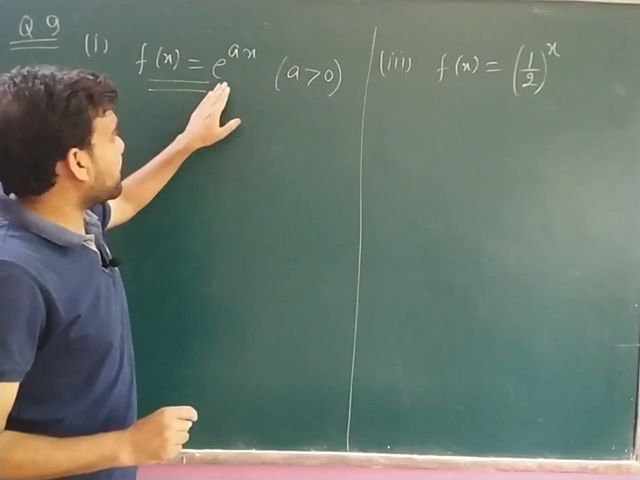 Q 9
(i) f(x) = e^{ax} (a>0)
(iii) f(x) = (1/2)^x